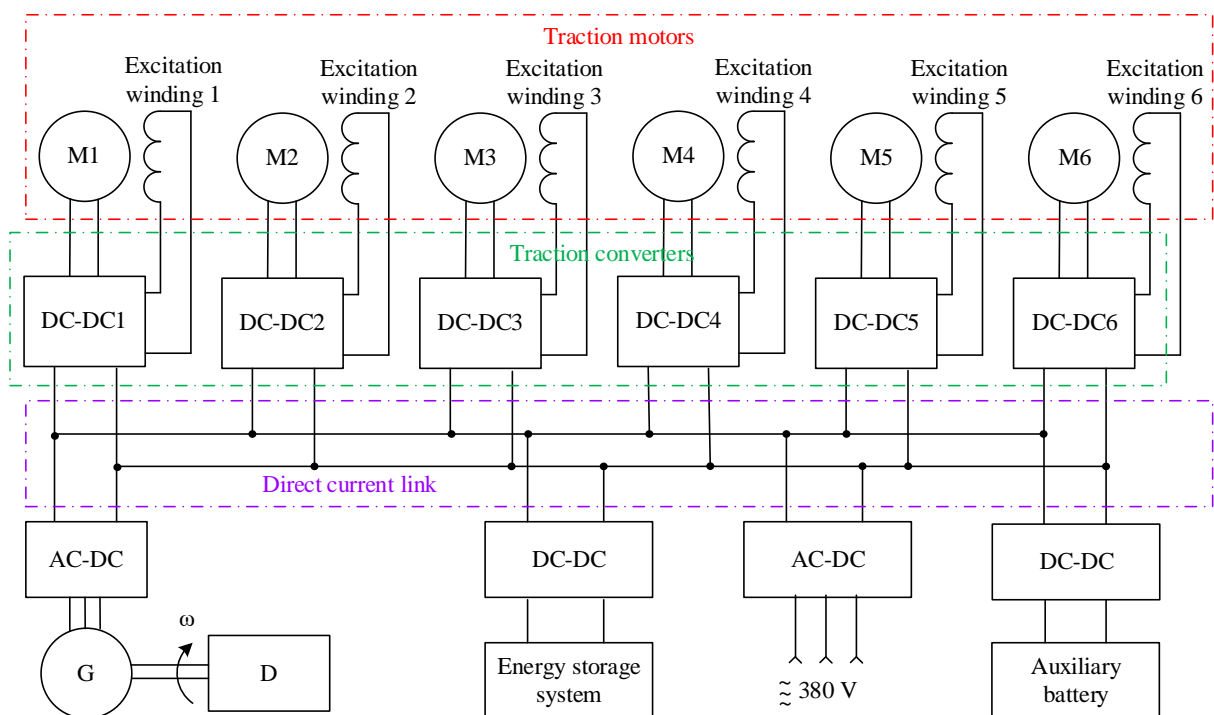 Traction motors
Excitation
winding 1
Excitation
winding 2
Excitation
winding 3
Excitation
winding 4
Excitation
winding 5
Excitation
winding 6
M1
M2
M3
M4
M5
M6
Traction converters
DC-DC1
DC-DC2
DC-DC3
DC-DC4
DC-DC5
DC-DC6
Direct current link
AC-DC
DC-DC
AC-DC
DC-DC
ω
G
D
Energy storage
system
≈ 380 V
Auxiliary
battery